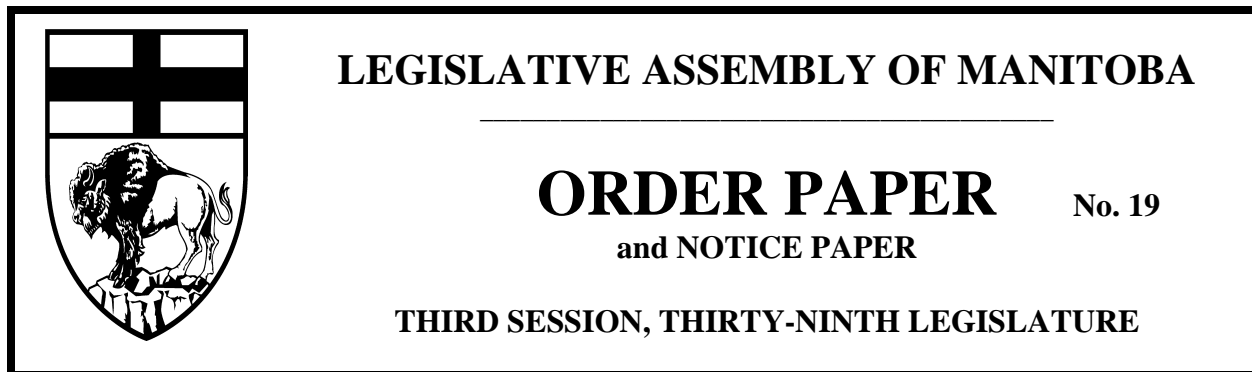 LEGISLATIVE ASSEMBLY OF MANITOBA
ORDER PAPER No. 19
and NOTICE PAPER
THIRD SESSION, THIRTY-NINTH LEGISLATURE